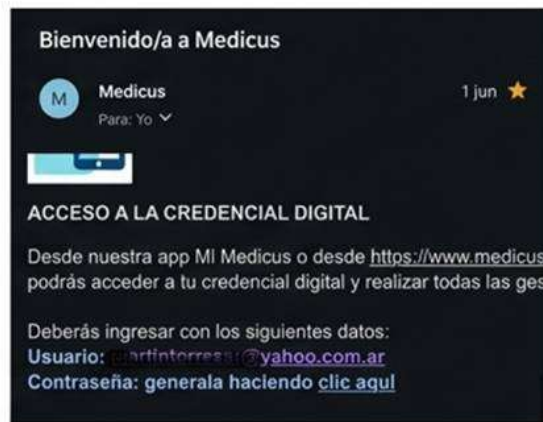 Bienvenido/a a Medicus
M
Medicus
1 jun
Para: Yo
ACCESO A LA CREDENCIAL DIGITAL
Desde nuestra app MI Medicus o desde https://www.medicus
podrás acceder a tu credencial digital y realizar todas las ges
Deberás ingresar con los siguientes datos:
Usuario: @yahoo.com.ar
Contraseña: generala haciendo clic aquI